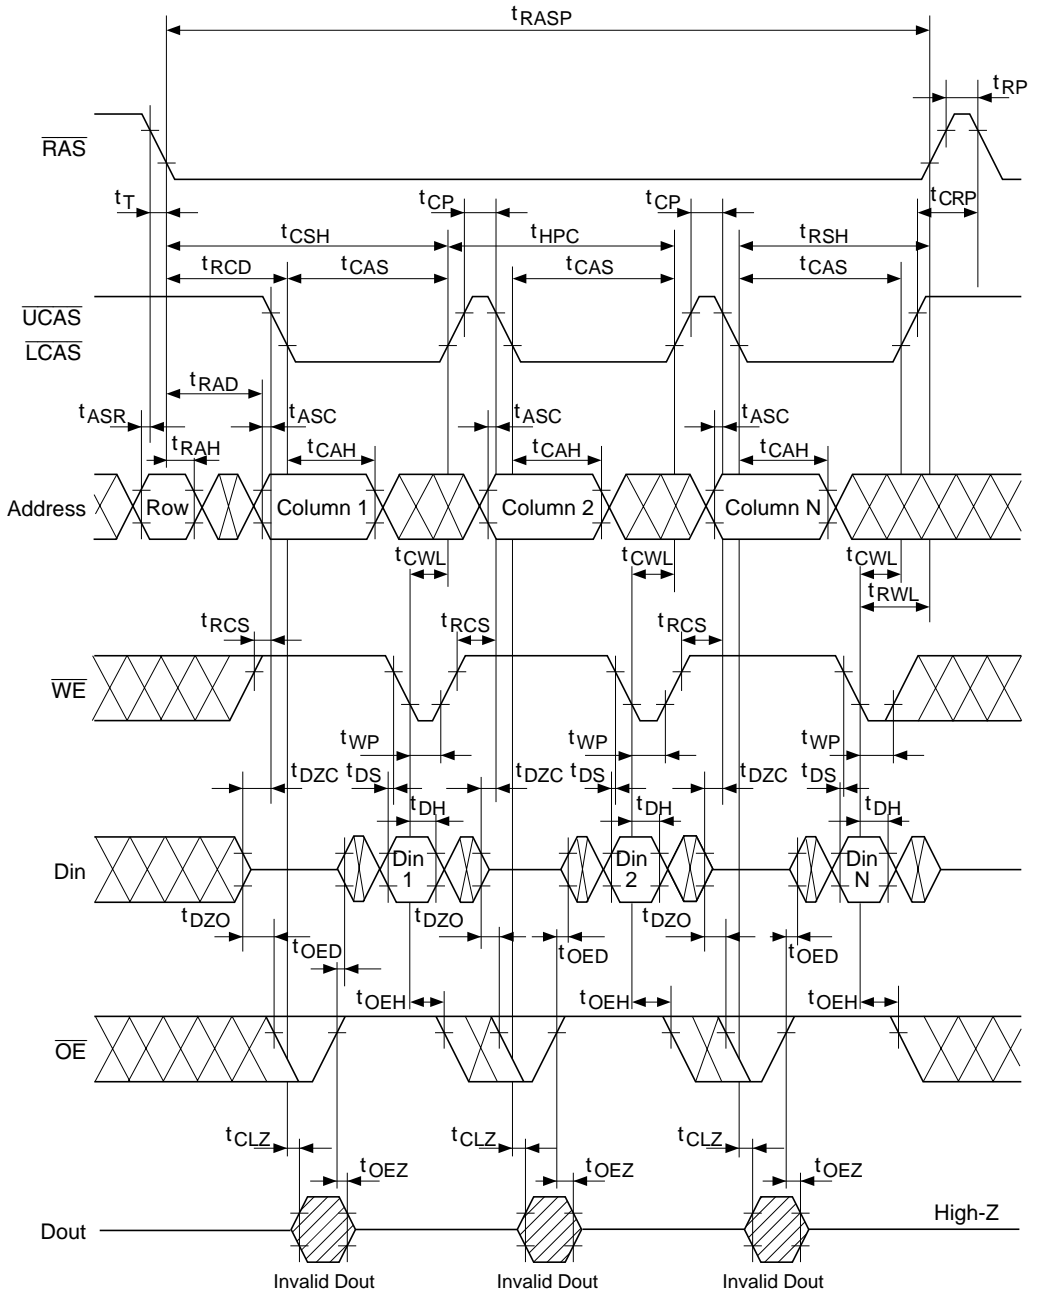 tRASP
tRP
RAS
tT tCP tCP tCRP
tCSH tHPC tRSH
tRCD tCAS tCAS tCAS
UCAS
LCAS
tRAD
tASR tASC tASC tASC
tRAH tCAH tCAH tCAH
Address Row Column 1 Column 2 Column N
tCWL tCWL tCWL
tRWL
tRCS tRCS tRCS
WE
tWP tWP tWP
tDZC tDS tDZC tDS tDZC tDS
tDH tDH tDH
Din Din 1 Din 2 Din N
tDZO tDZO tDZO
tOED tOED tOED
tOEH tOEH tOEH
OE
tCLZ tCLZ tCLZ
tOEZ tOEZ tOEZ
Dout High-Z
Invalid Dout Invalid Dout Invalid Dout